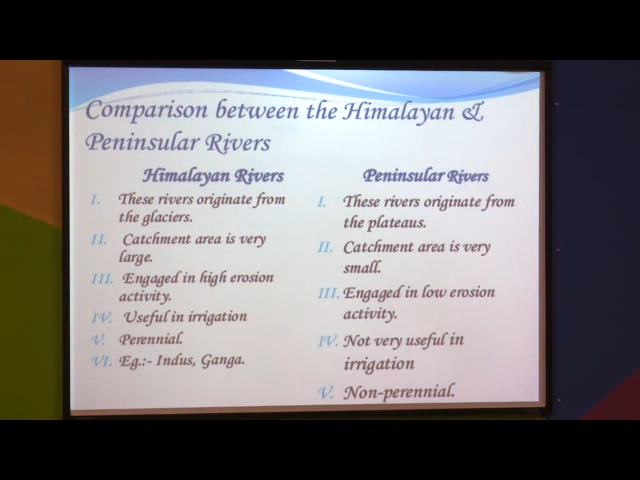 Comparison between the Himalayan &
Peninsular Rivers
Himalayan Rivers
I. These rivers originate from
the glaciers.
II. Catchment area is very
large.
III. Engaged in high erosion
activity.
IV. Useful in irrigation
V. Perennial.
VI. Eg.:- Indus, Ganga.
Peninsular Rivers
I. These rivers originate from
the plateaus.
II. Catchment area is very
small.
III. Engaged in low erosion
activity.
IV. Not very useful in
irrigation
V. Non-perennial.